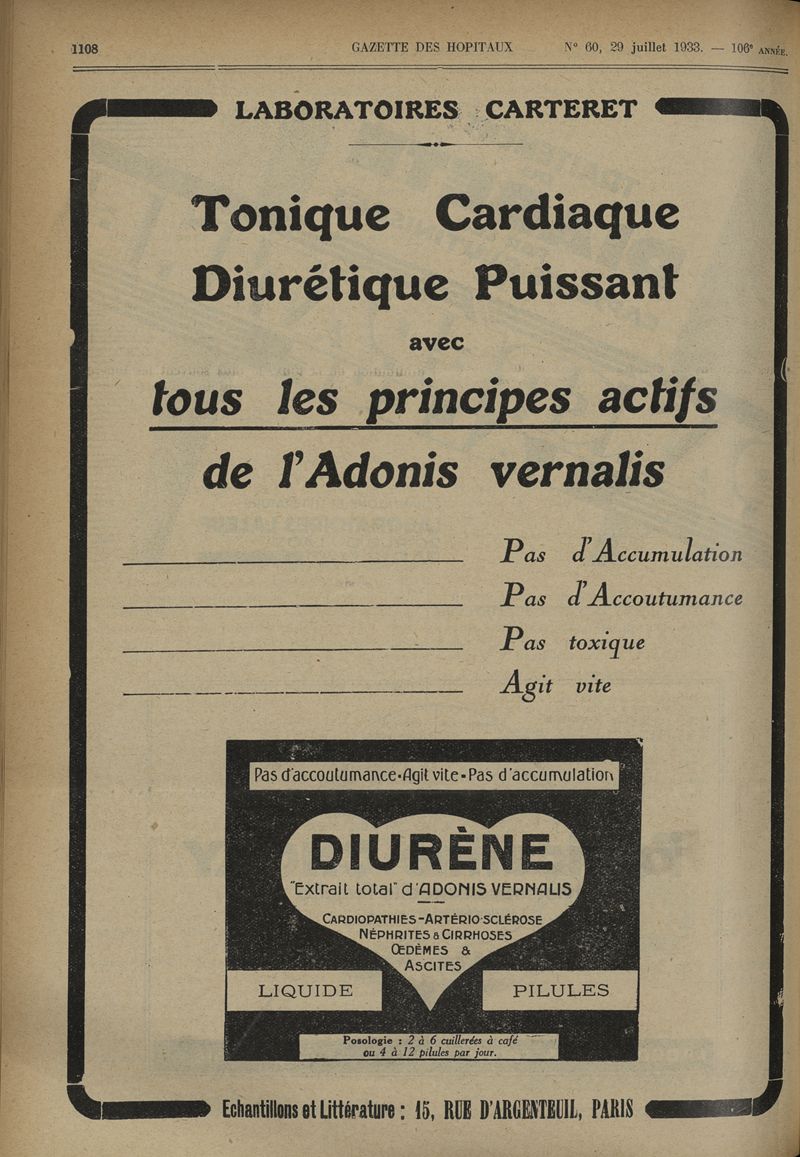 1108 GAZETTE DES HOPITAUX N° 60, 29 juillet 1933. — 106e ANNÉE.
LABORATOIRES CARTERET
Tonique Cardiaque
Diurétique Puissant
avec
tous les principes actifs
de l'Adonis vernalis
Pas d'Accumulation
Pas d'Accoutumance
Pas toxique
Agit vite
Pas d'accoutumance-Agit vite-Pas d'accumulation
DIURÈNE
"Extrait total" d'ADONIS VERNALIS
CARDIOPATHIES-ARTÉRIO-SCLÉROSE
NÉPHRITES & CIRRHOSES
ŒDÈMES &
ASCITES
LIQUIDE PILULES
Posologie : 2 à 6 cuillerées à café
ou 4 à 12 pilules par jour.
Echantillons et Littérature : 15, RUE D'ARGENTEUIL, PARIS